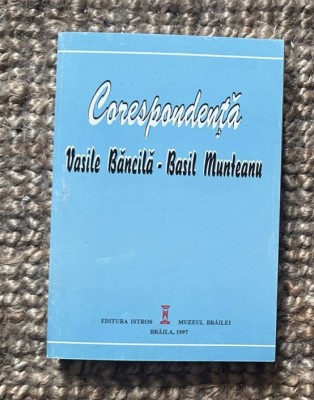 Corespondență
Vasile Băncilă - Basil Munteanu
EDITURA ISTROS MUZEUL BRĂILEI
BRĂILA, 1997